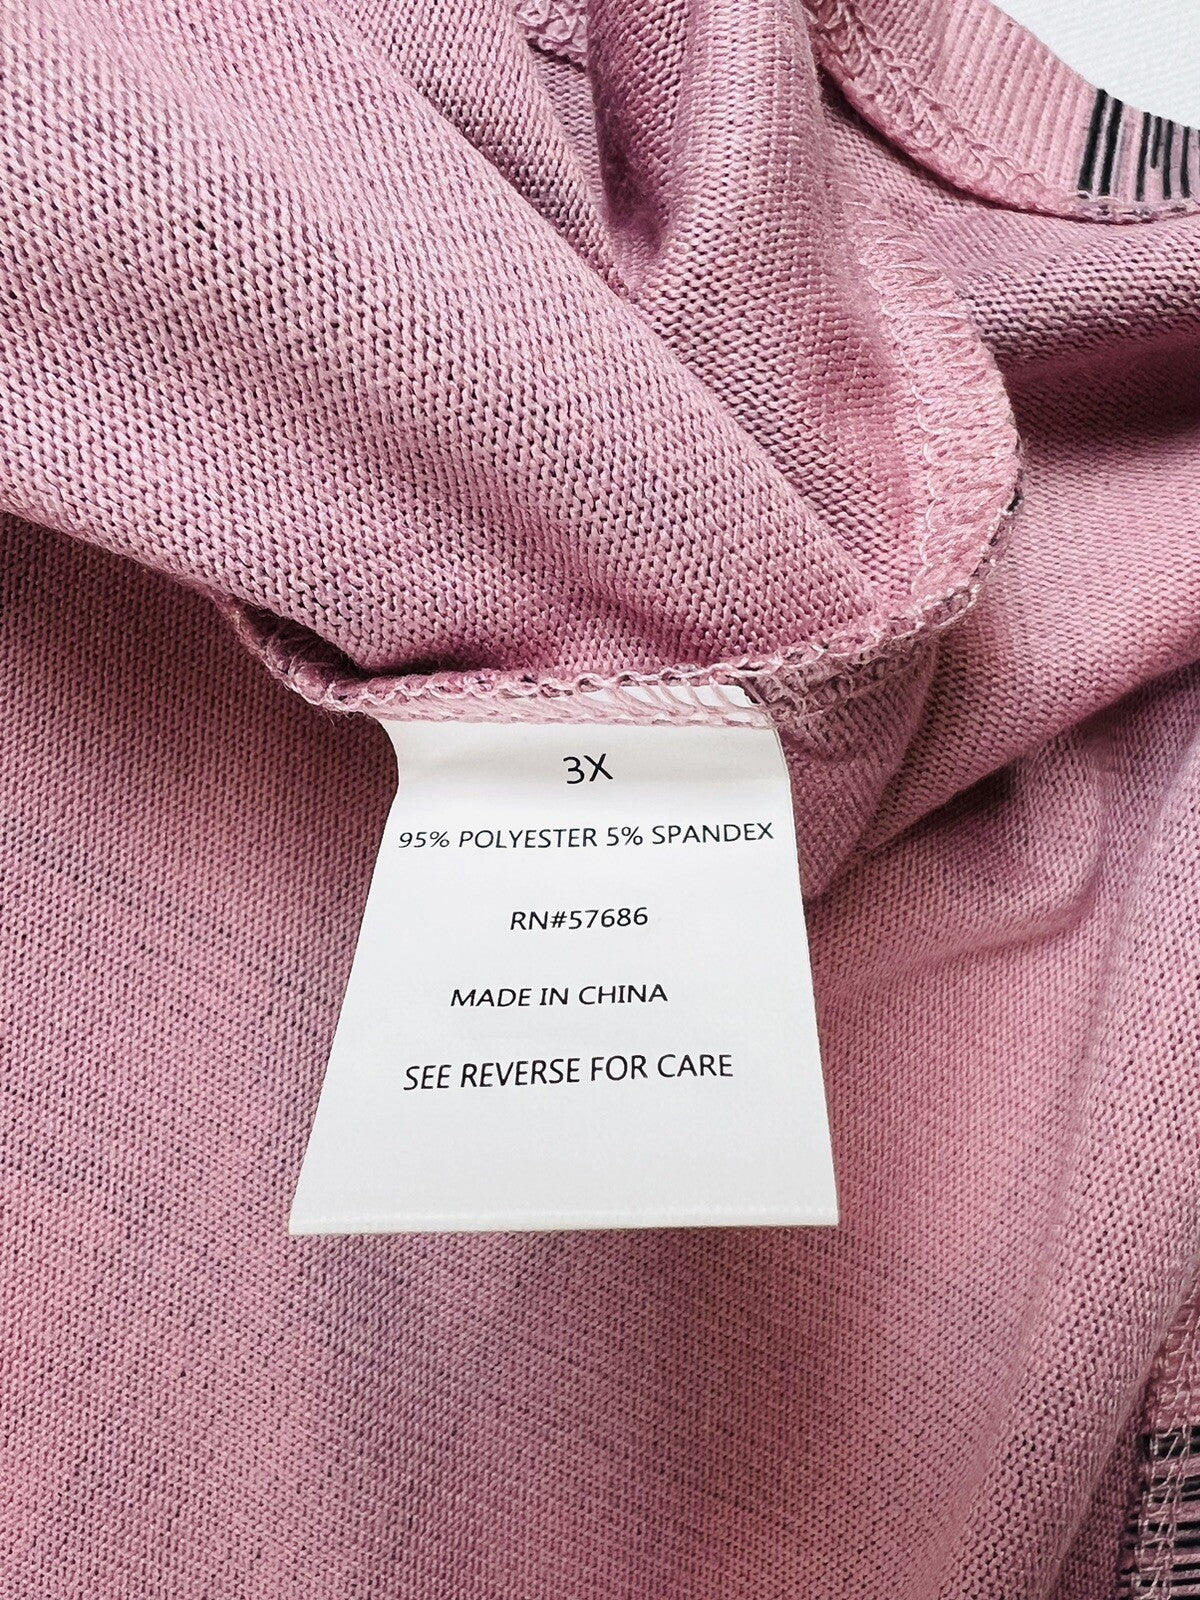 3X
95% POLYESTER 5% SPANDEX
RN#57686
MADE IN CHINA
SEE REVERSE FOR CARE